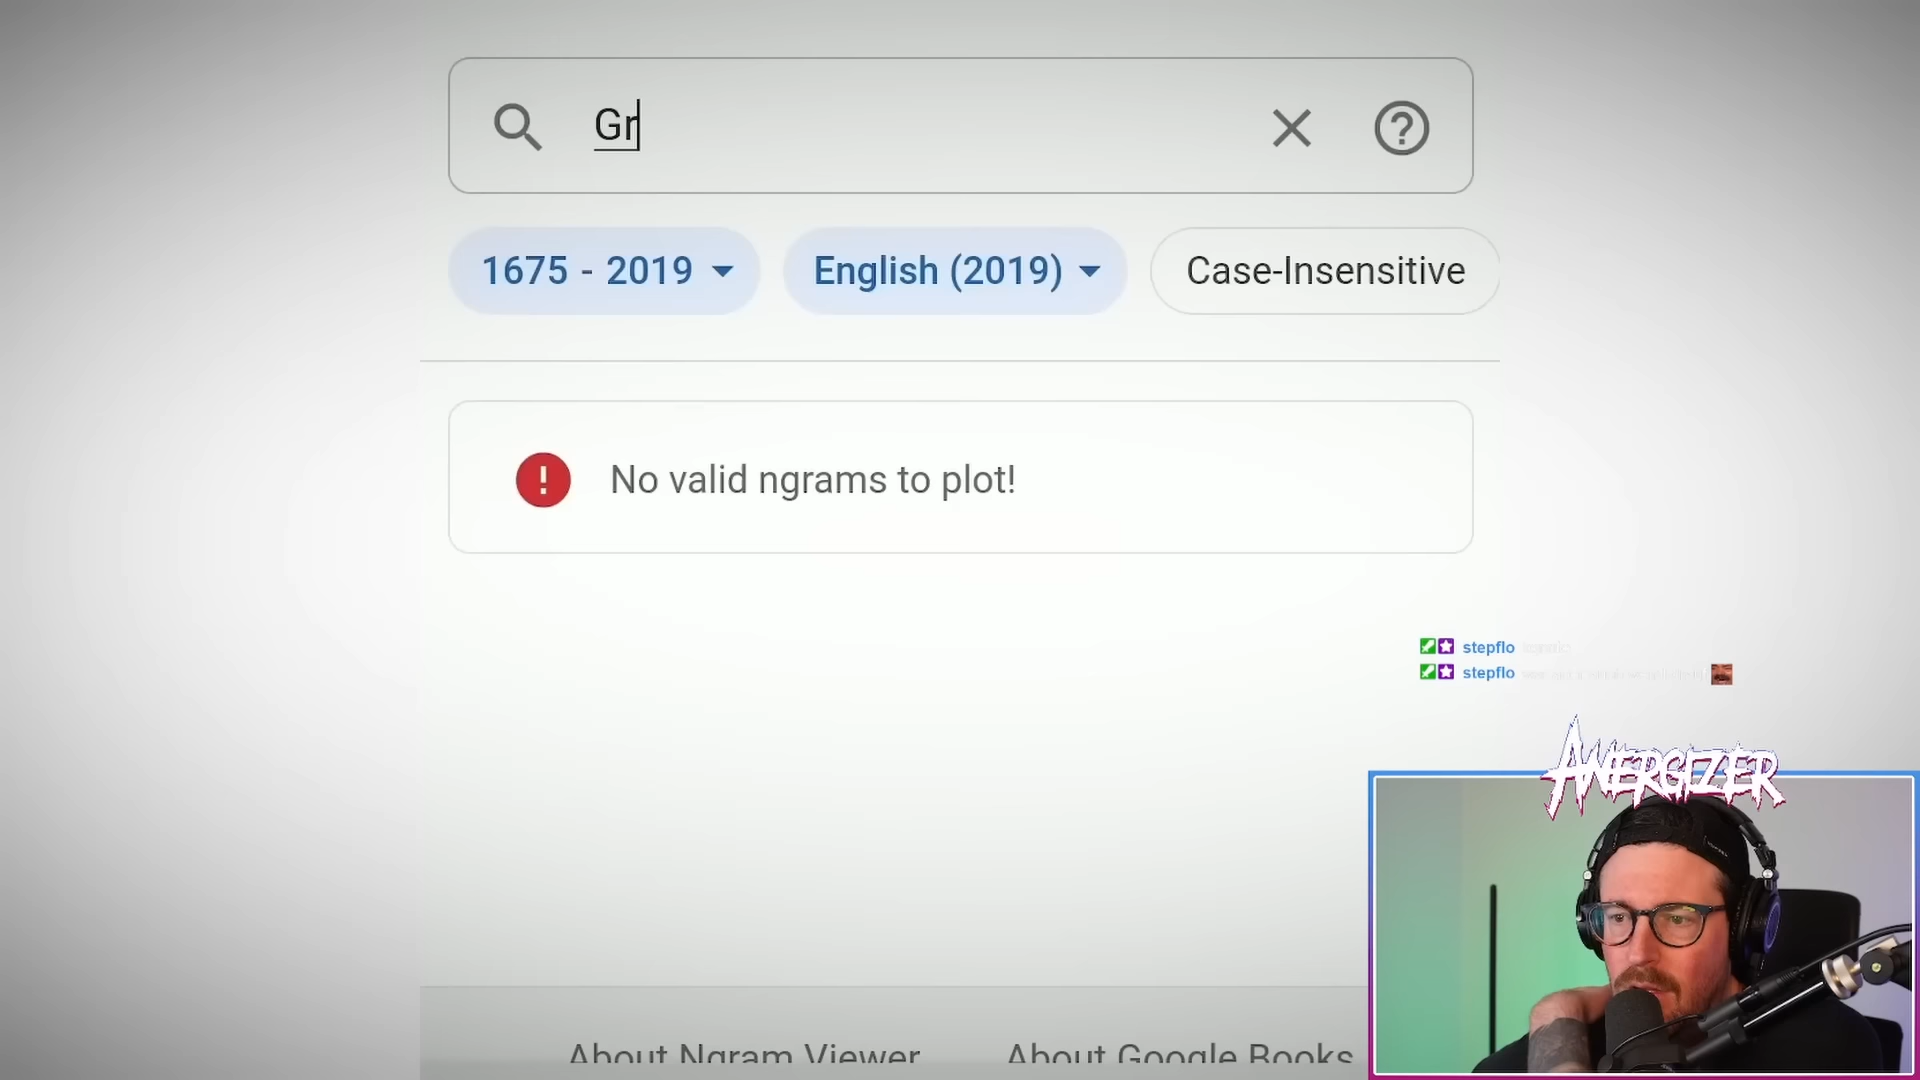 Gr
1675 - 2019
English (2019)
Case-Insensitive
No valid ngrams to plot!
stepflo
stepflo
ANERGIZER
About Ngram Viewer
About Google Books